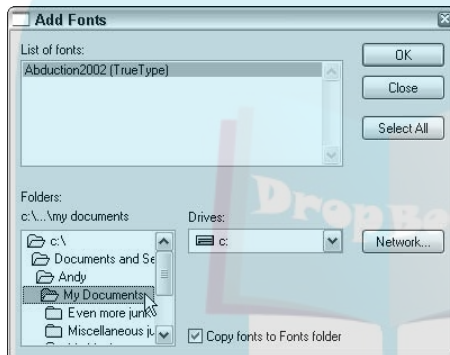 Add Fonts
List of fonts:
Abduction2002 (TrueType)
OK
Close
Select All
Folders:
c:\...\my documents
Drives:
c:\
c:
Network...
Documents and Se
Andy
My Documents
Even more junk
Miscellaneous ju
Copy fonts to Fonts folder